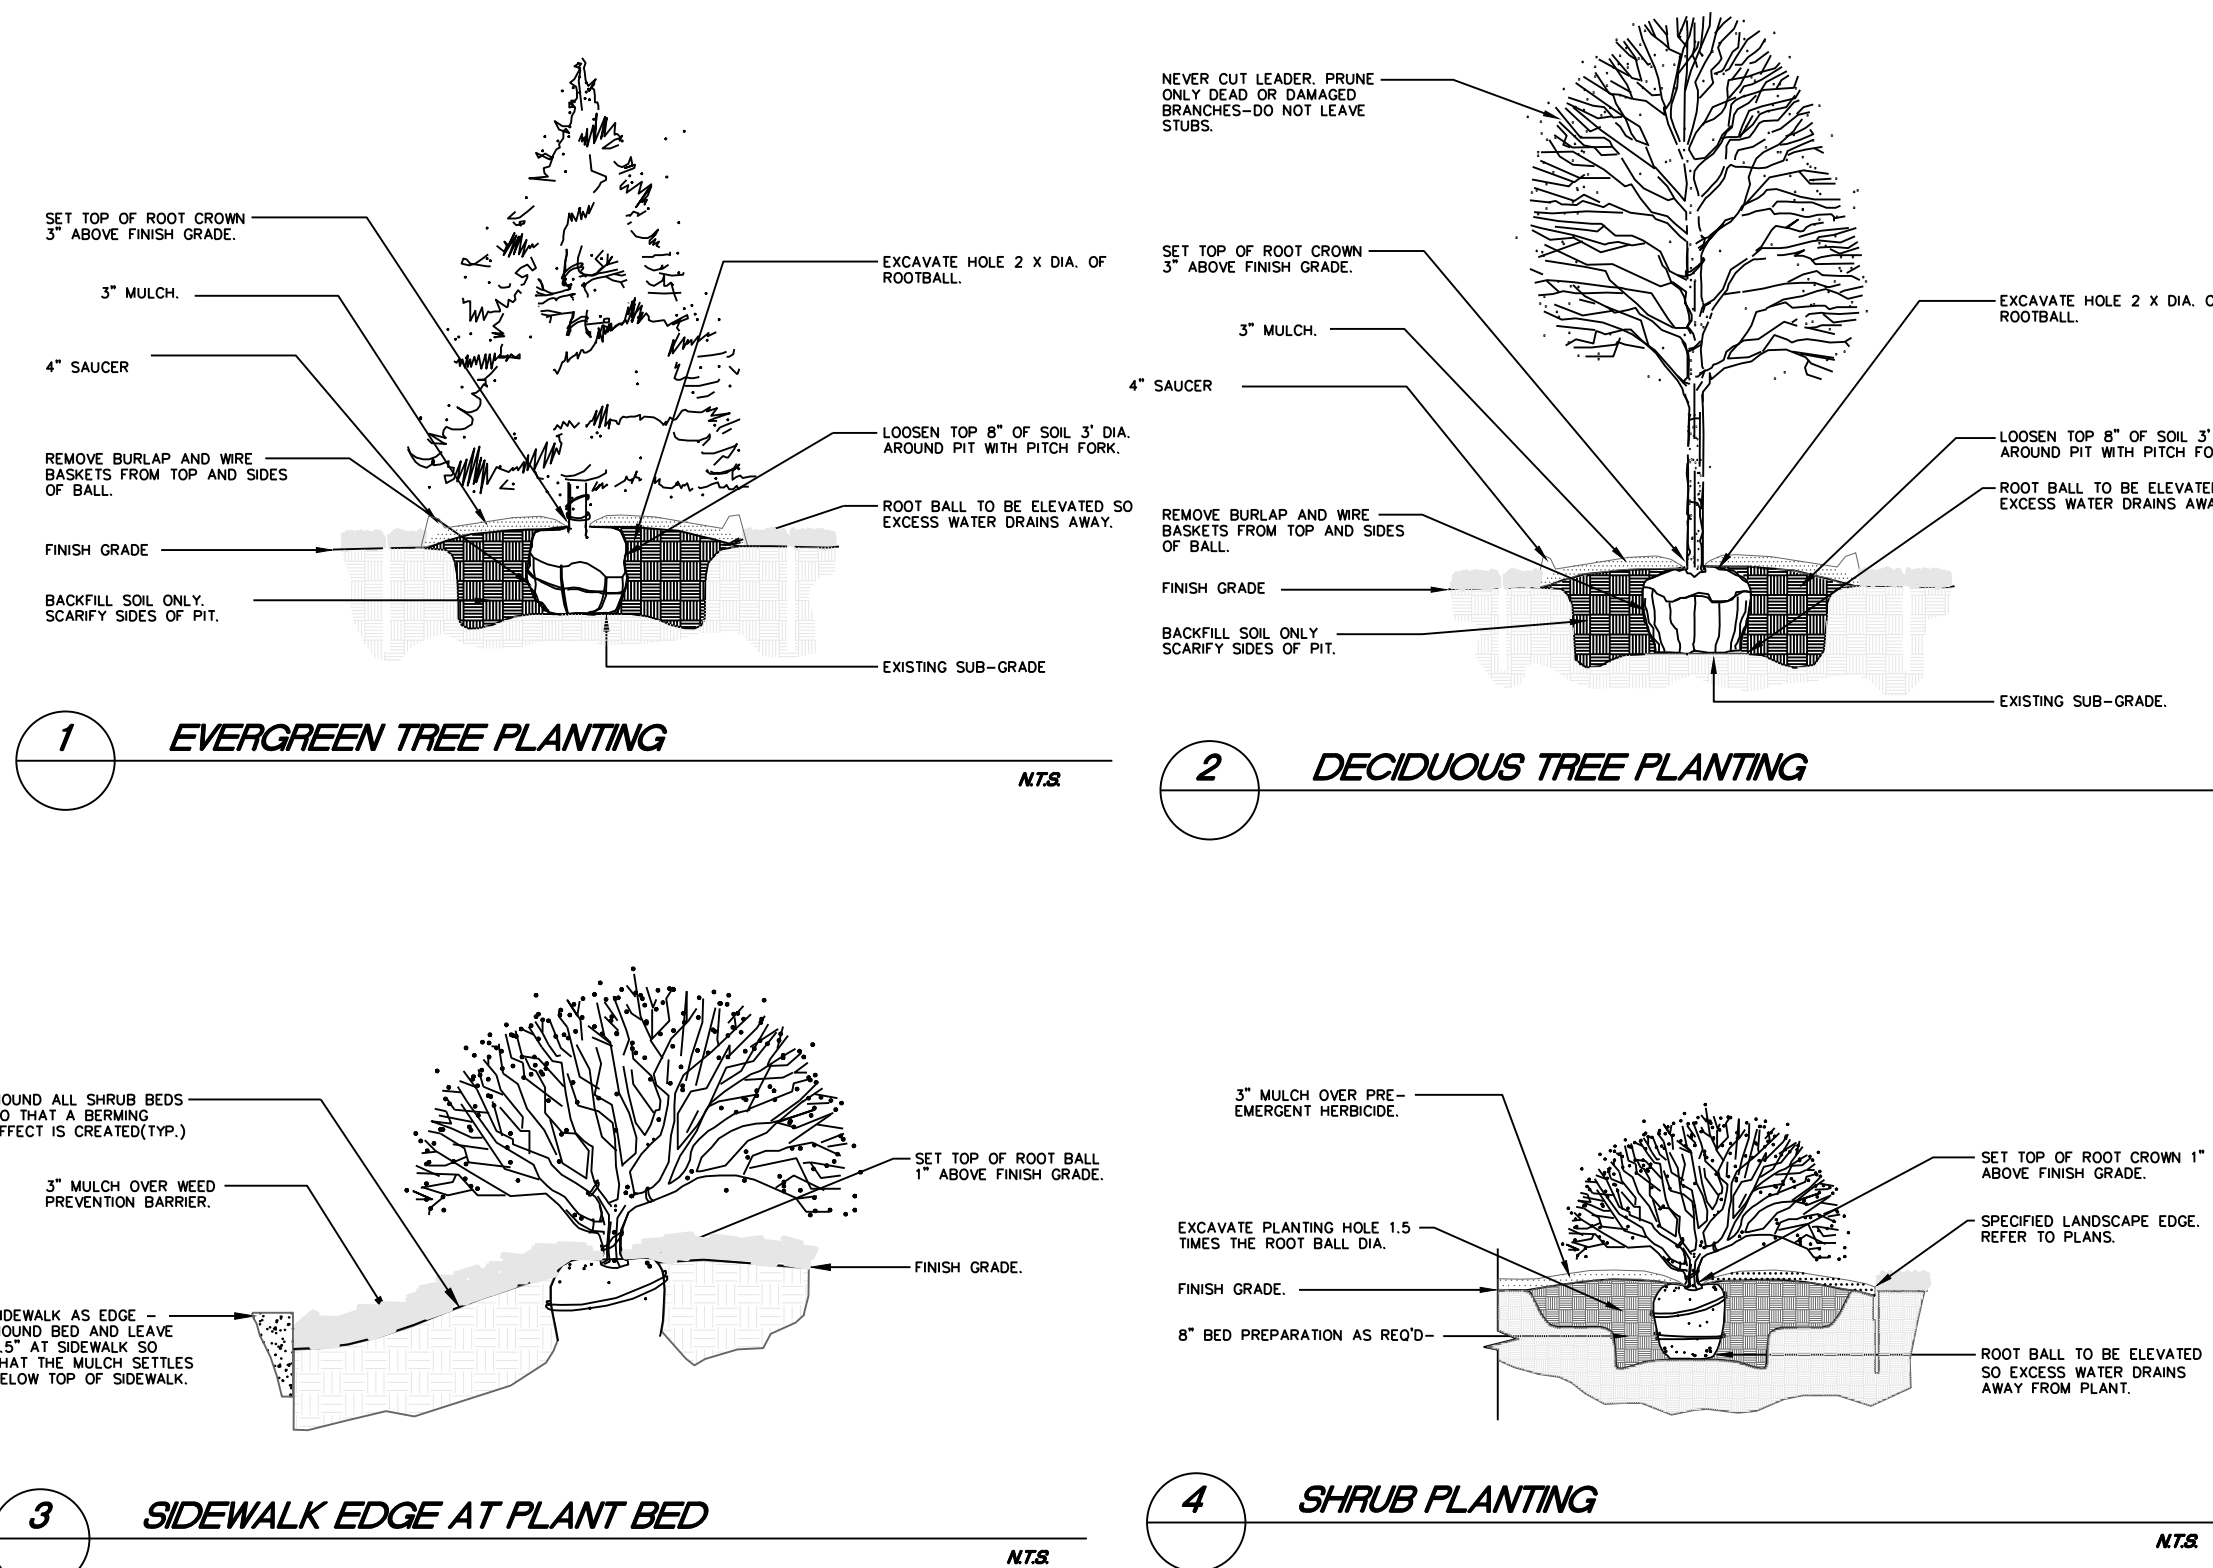 SET TOP OF ROOT CROWN
3" ABOVE FINISH GRADE.
3" MULCH.
4" SAUCER
REMOVE BURLAP AND WIRE
BASKETS FROM TOP AND SIDES
OF BALL.
FINISH GRADE
BACKFILL SOIL ONLY.
SCARIFY SIDES OF PIT.
EXCAVATE HOLE 2 X DIA. OF
ROOTBALL.
LOOSEN TOP 8" OF SOIL 3' DIA.
AROUND PIT WITH PITCH FORK.
ROOT BALL TO BE ELEVATED SO
EXCESS WATER DRAINS AWAY.
EXISTING SUB-GRADE
1
EVERGREEN TREE PLANTING
N.T.S.
NEVER CUT LEADER. PRUNE
ONLY DEAD OR DAMAGED
BRANCHES-DO NOT LEAVE
STUBS.
SET TOP OF ROOT CROWN
3" ABOVE FINISH GRADE.
3" MULCH.
4" SAUCER
REMOVE BURLAP AND WIRE
BASKETS FROM TOP AND SIDES
OF BALL.
FINISH GRADE
BACKFILL SOIL ONLY
SCARIFY SIDES OF PIT.
EXCAVATE HOLE 2 X DIA.
ROOTBALL.
LOOSEN TOP 8" OF SOIL 3'
AROUND PIT WITH PITCH
ROOT BALL TO BE
EXCESS WATER DRAINS
EXISTING SUB-GRADE.
2
DECIDUOUS TREE PLANTING
ALL SHRUB BEDS
THAT A BERMING
IS CREATED(TYP.)
3" MULCH OVER WEED
PREVENTION BARRIER.
AS EDGE -
BED AND LEAVE
AT SIDEWALK SO
THE MULCH SETTLES
TOP OF SIDEWALK.
SET TOP OF ROOT BALL
1" ABOVE FINISH GRADE.
FINISH GRADE.
3
SIDEWALK EDGE AT PLANT BED
N.T.S.
3" MULCH OVER PRE-
EMERGENT HERBICIDE.
EXCAVATE PLANTING HOLE 1.5
TIMES THE ROOT BALL DIA.
FINISH GRADE.
8" BED PREPARATION AS REQ'D-
SET TOP OF ROOT CROWN 1"
ABOVE FINISH GRADE.
SPECIFIED LANDSCAPE EDGE.
REFER TO PLANS.
ROOT BALL TO BE ELEVATED
SO EXCESS WATER DRAINS
AWAY FROM PLANT.
4
SHRUB PLANTING
N.T.S.